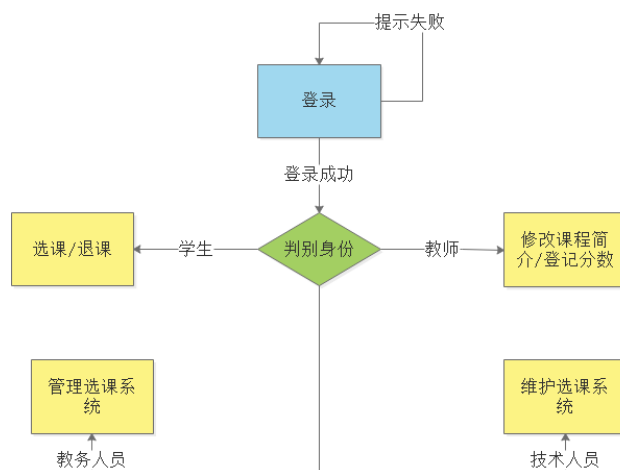 提示失败
登录
登录成功
选课/退课
学生
判别身份
教师
修改课程简
介/登记分数
管理选课系
统
维护选课系
统
教务人员
技术人员